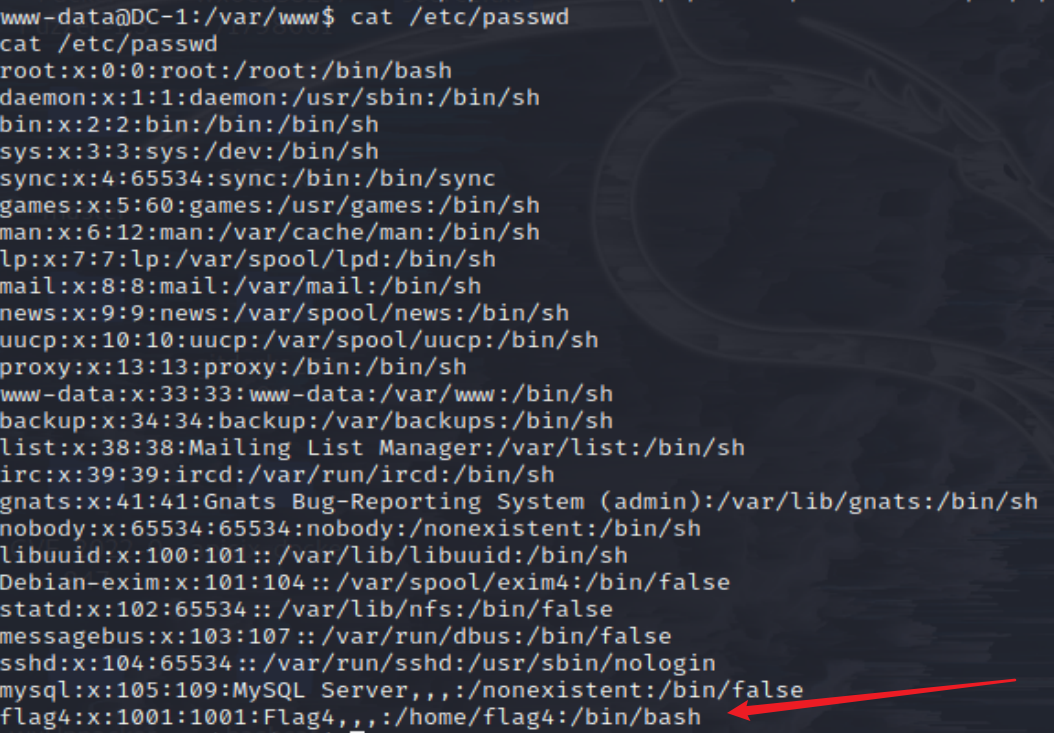 www-data@DC-1:/var/www$ cat /etc/passwd
cat /etc/passwd
root:x:0:0:root:/root:/bin/bash
daemon:x:1:1:daemon:/usr/sbin:/bin/sh
bin:x:2:2:bin:/bin:/bin/sh
sys:x:3:3:sys:/dev:/bin/sh
sync:x:4:65534:sync:/bin:/bin/sync
games:x:5:60:games:/usr/games:/bin/sh
man:x:6:12:man:/var/cache/man:/bin/sh
lp:x:7:7:lp:/var/spool/lpd:/bin/sh
mail:x:8:8:mail:/var/mail:/bin/sh
news:x:9:9:news:/var/spool/news:/bin/sh
uucp:x:10:10:uucp:/var/spool/uucp:/bin/sh
proxy:x:13:13:proxy:/bin:/bin/sh
www-data:x:33:33:www-data:/var/www:/bin/sh
backup:x:34:34:backup:/var/backups:/bin/sh
list:x:38:38:Mailing List Manager:/var/list:/bin/sh
irc:x:39:39:ircd:/var/run/ircd:/bin/sh
gnats:x:41:41:Gnats Bug-Reporting System (admin):/var/lib/gnats:/bin/sh
nobody:x:65534:65534:nobody:/nonexistent:/bin/sh
libuuid:x:100:101::/var/lib/libuuid:/bin/sh
Debian-exim:x:101:104::/var/spool/exim4:/bin/false
statd:x:102:65534::/var/lib/nfs:/bin/false
messagebus:x:103:107::/var/run/dbus:/bin/false
sshd:x:104:65534::/var/run/sshd:/usr/sbin/nologin
mysql:x:105:109:MySQL Server,,,:/nonexistent:/bin/false
flag4:x:1001:1001:Flag4,,,:/home/flag4:/bin/bash